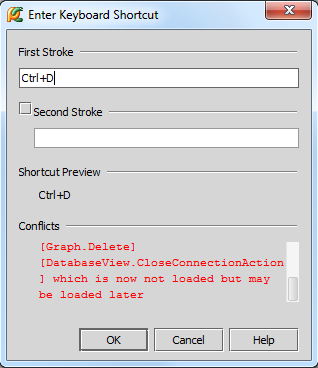 Enter Keyboard Shortcut
First Stroke
Ctrl+D
Second Stroke
Shortcut Preview
Ctrl+D
Conflicts
[Graph.Delete]
[DatabaseView.CloseConnectionAction
] which is now not loaded but may
be loaded later
OK
Cancel
Help